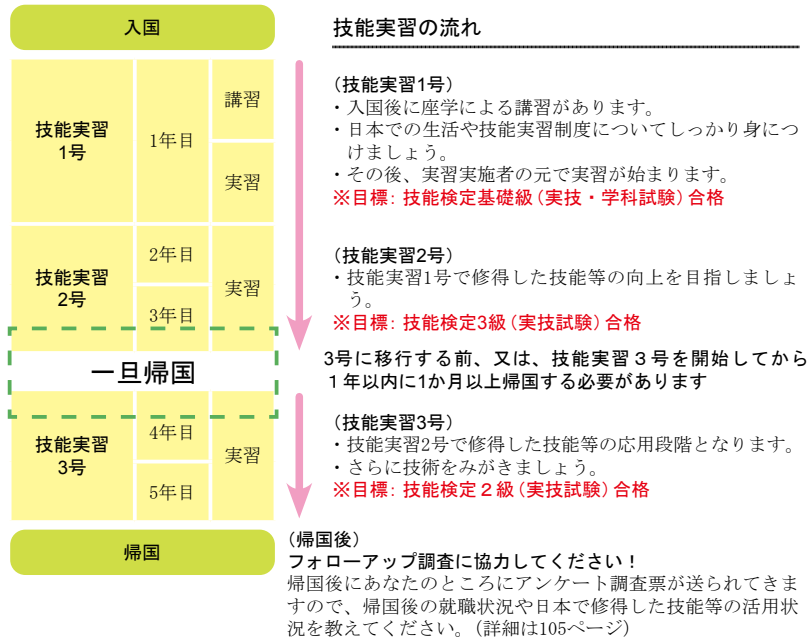 入国
技能実習の流れ
技能実習
1号
1年目
講習
実習
(技能実習1号)
・入国後に座学による講習があります。
・日本での生活や技能実習制度についてしっかり身につ
けましょう。
・その後、実習実施者の元で実習が始まります。
※目標: 技能検定基礎級(実技・学科試験)合格
技能実習
2号
2年目
3年目
実習
(技能実習2号)
・技能実習1号で修得した技能等の向上を目指しましょ
う。
※目標: 技能検定3級(実技試験)合格
一旦帰国
3号に移行する前、又は、技能実習３号を開始してから
１年以内に1か月以上帰国する必要があります
技能実習
3号
4年目
5年目
実習
(技能実習3号)
・技能実習2号で修得した技能等の応用段階となります。
・さらに技術をみがきましょう。
※目標: 技能検定２級(実技試験)合格
帰国
(帰国後)
フォローアップ調査に協力してください！
帰国後にあなたのところにアンケート調査票が送られてきま
すので、帰国後の就職状況や日本で修得した技能等の活用状
況を教えてください。(詳細は105ページ)